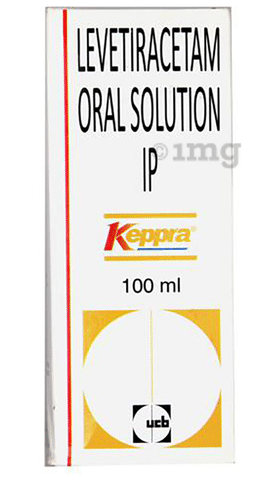 LEVETIRACETAM
ORAL SOLUTION
IP
1mg
Keppra®
100 ml
ucb